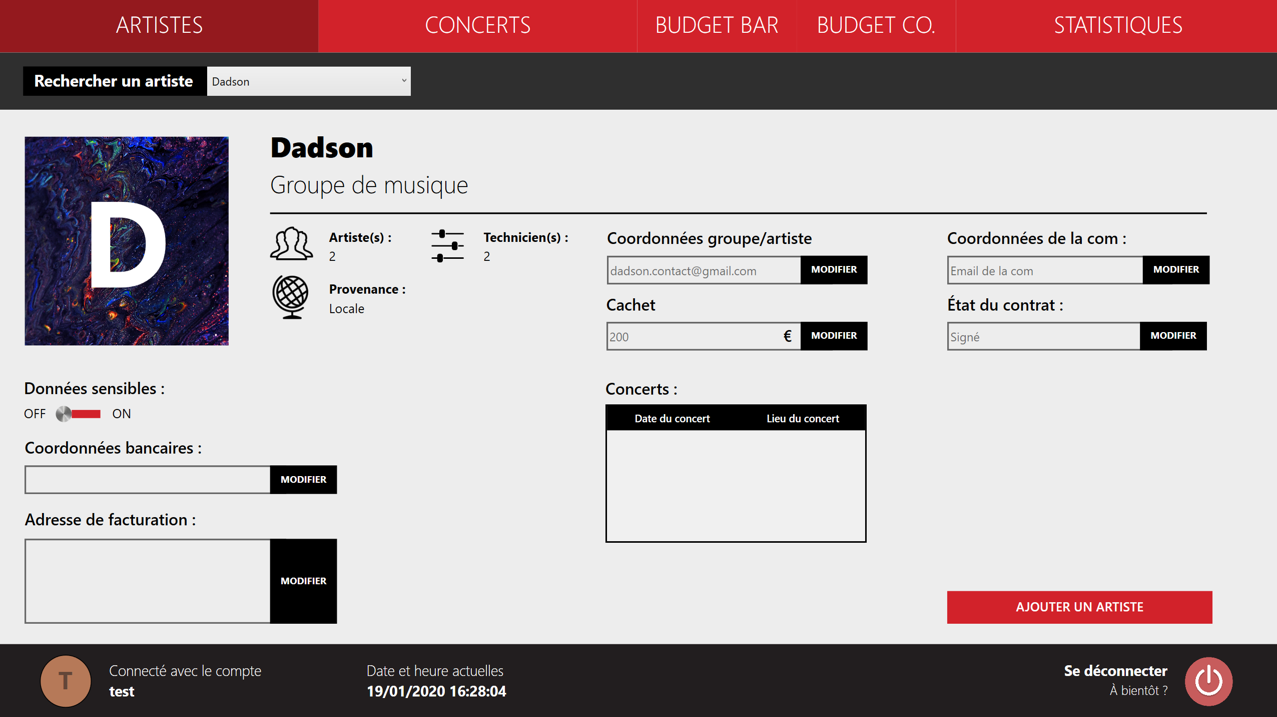 ARTISTES
CONCERTS
BUDGET BAR
BUDGET CO.
STATISTIQUES
Rechercher un artiste
Dadson
D
Dadson
Groupe de musique
Artiste(s) :
2
Technicien(s) :
2
Provenance :
Locale
Coordonnées groupe/artiste
dadson.contact@gmail.com
MODIFIER
Coordonnées de la com :
Email de la com
MODIFIER
Cachet
200 €
MODIFIER
État du contrat :
Signé
MODIFIER
Données sensibles :
OFF ON
Coordonnées bancaires :
MODIFIER
Adresse de facturation :
MODIFIER
Concerts :
Date du concert Lieu du concert
AJOUTER UN ARTISTE
T
Connecté avec le compte
test
Date et heure actuelles
19/01/2020 16:28:04
Se déconnecter
À bientôt ?